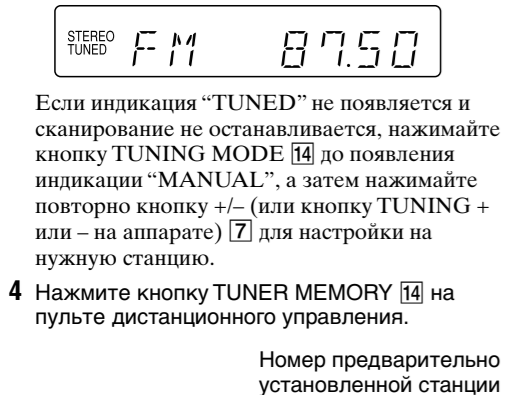 STEREO
TUNED
FM 87.50
Если индикация “TUNED” не появляется и
сканирование не останавливается, нажимайте
кнопку TUNING MODE 14 до появления
индикации “MANUAL”, а затем нажимайте
повторно кнопку +/– (или кнопку TUNING +
или – на аппарате) 7 для настройки на
нужную станцию.
4 Нажмите кнопку TUNER MEMORY 14 на
пульте дистанционного управления.
Номер предварительно
установленной станции